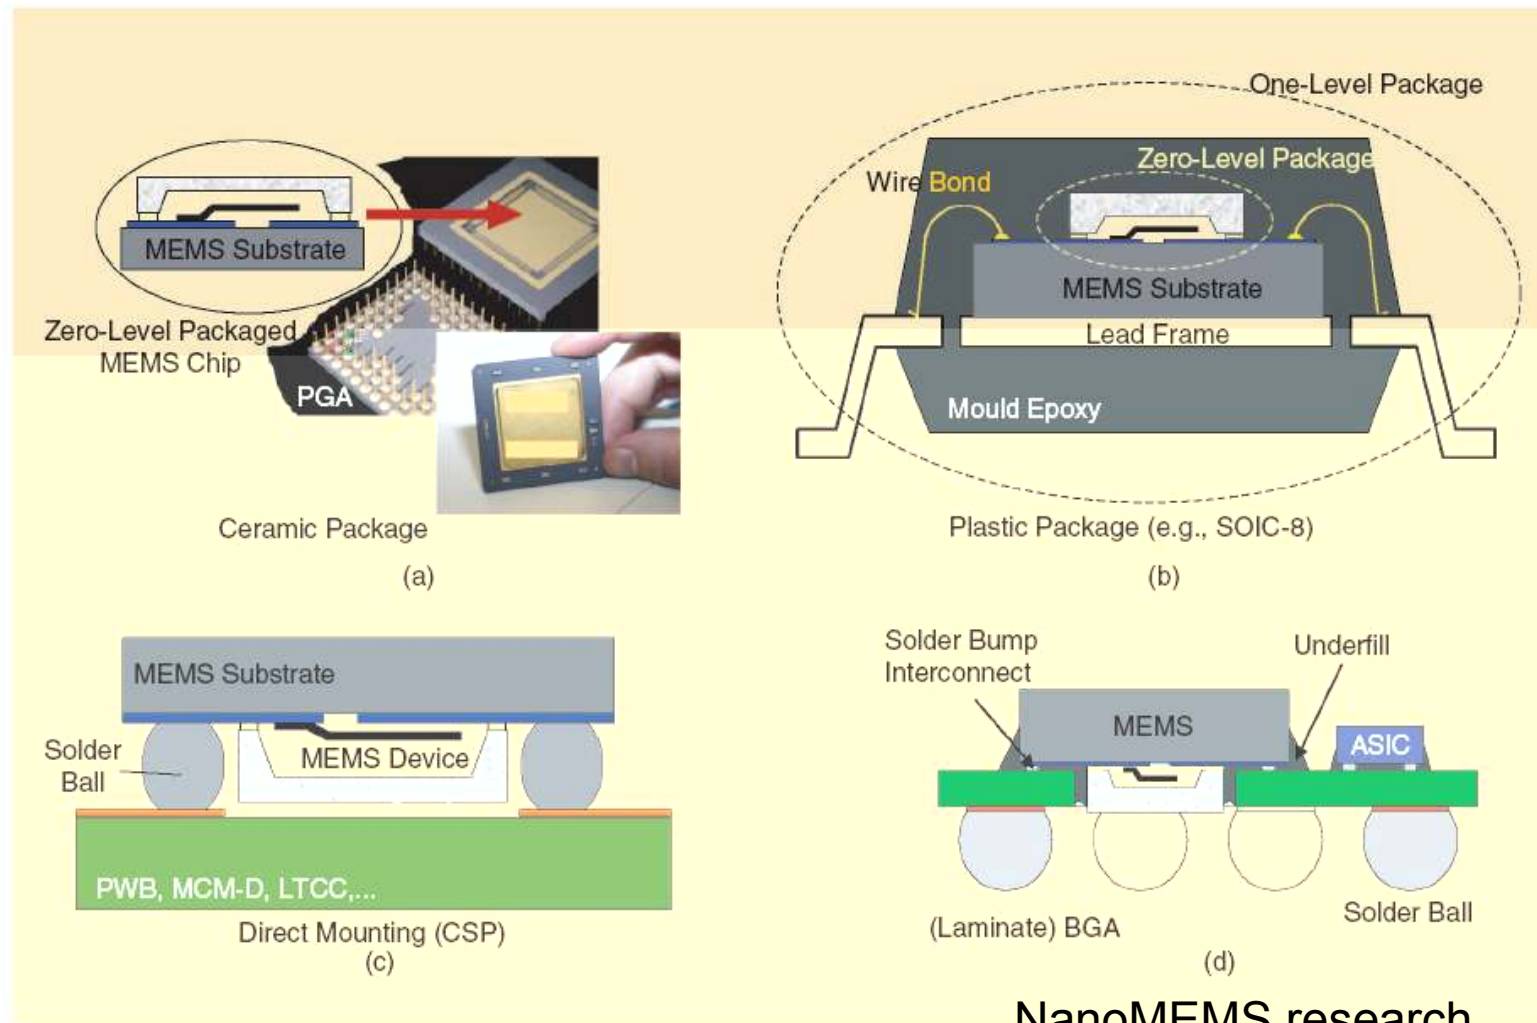 One-Level Package
Zero-Level Package
Wire Bond
MEMS Substrate
Lead Frame
Mould Epoxy
MEMS Substrate
Zero-Level Packaged
MEMS Chip
PGA
Ceramic Package
(a)
Plastic Package (e.g., SOIC-8)
(b)
MEMS Substrate
MEMS Device
Solder
Ball
PWB, MCM-D, LTCC,...
Direct Mounting (CSP)
(c)
Solder Bump
Interconnect
Underfill
MEMS
ASIC
(Laminate) BGA
Solder Ball
(d)
NanoMEMS research